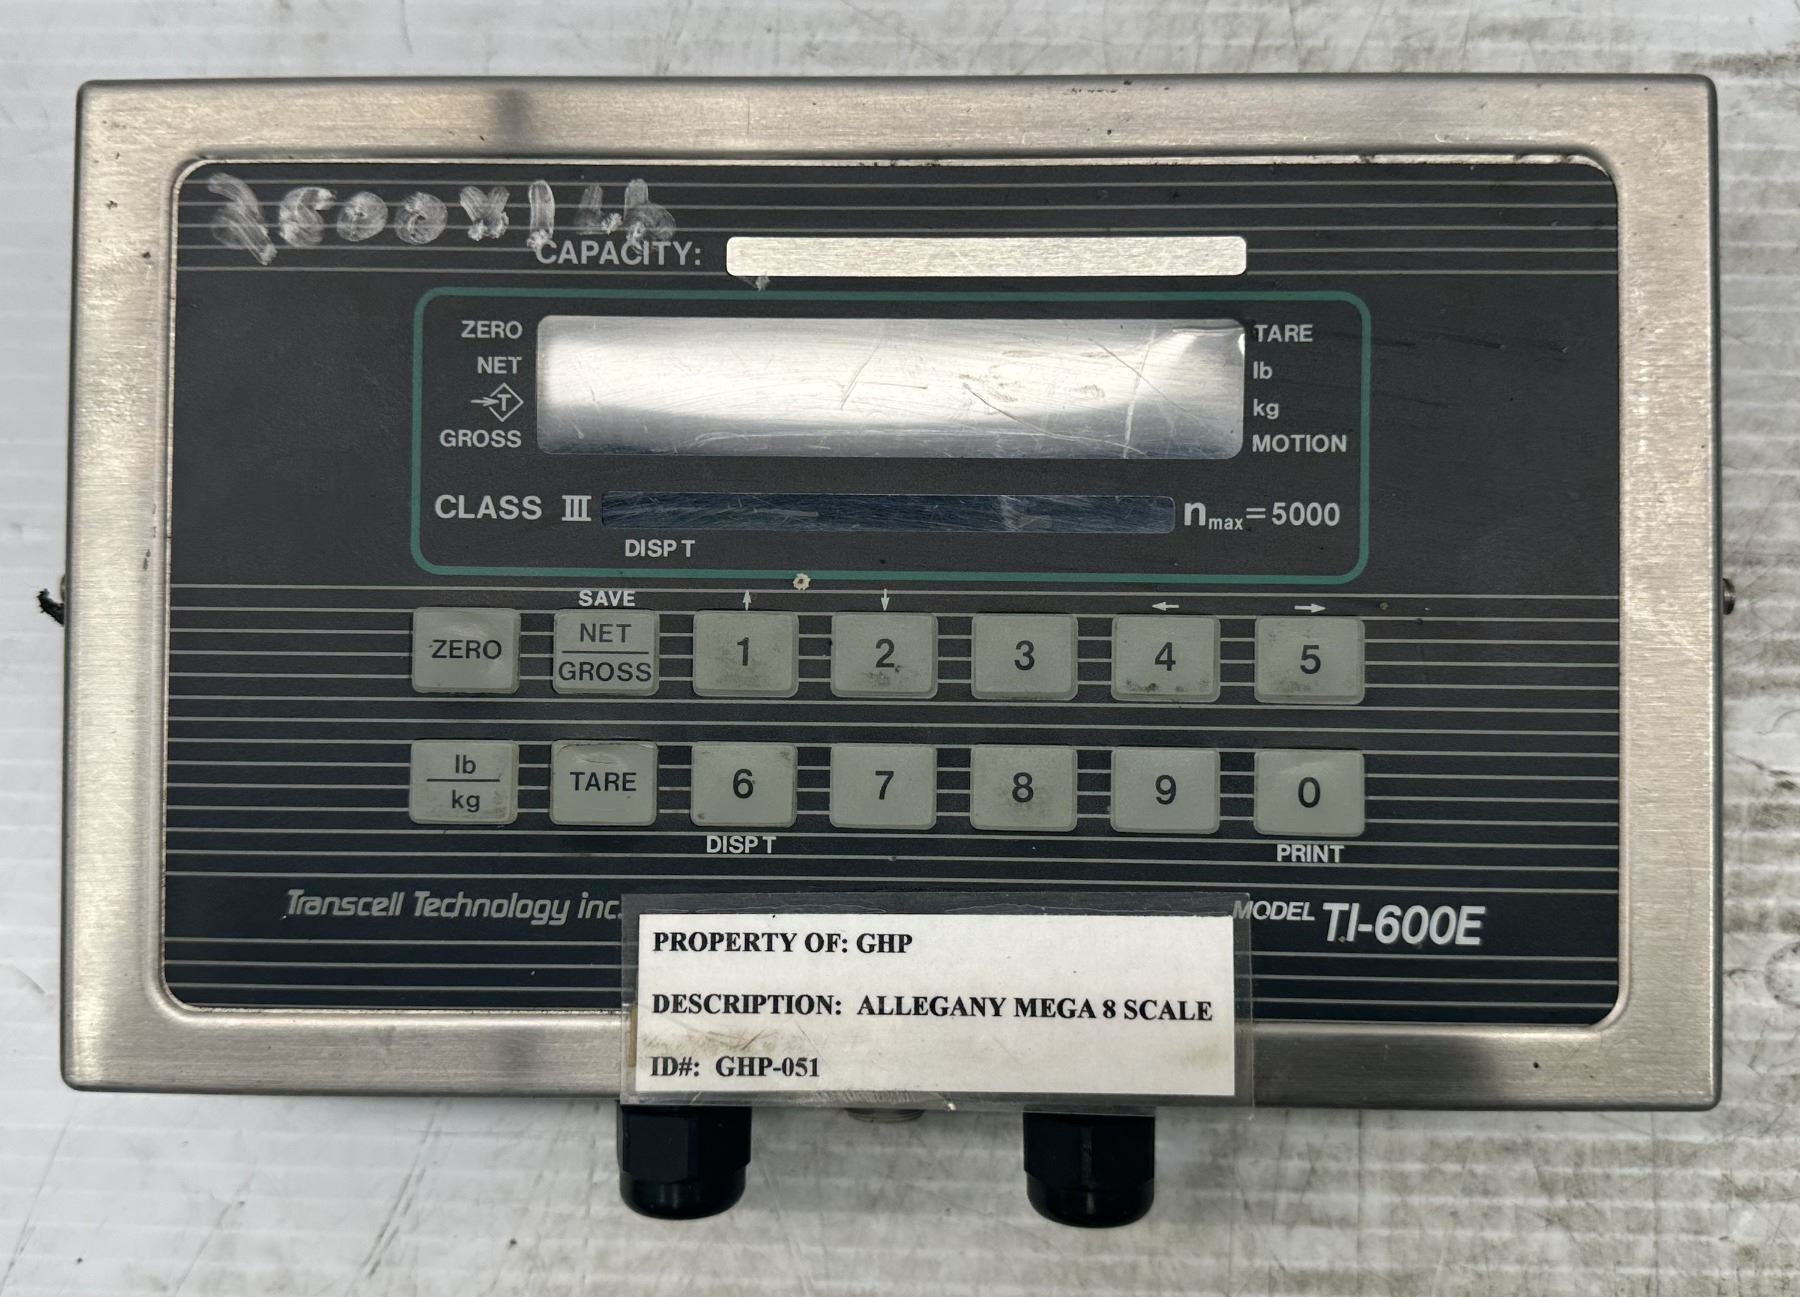 CAPACITY:
ZERO
NET
→T
GROSS
TARE
lb
kg
MOTION
CLASS III
nmax=5000
DISP T
SAVE ↑ ↓ ← →
ZERO NET GROSS 1 2 3 4 5
lb kg TARE 6 7 8 9 0
DISP T PRINT
Transcell Technology inc.
MODEL TI-600E
PROPERTY OF: GHP
DESCRIPTION: ALLEGANY MEGA 8 SCALE
ID#: GHP-051